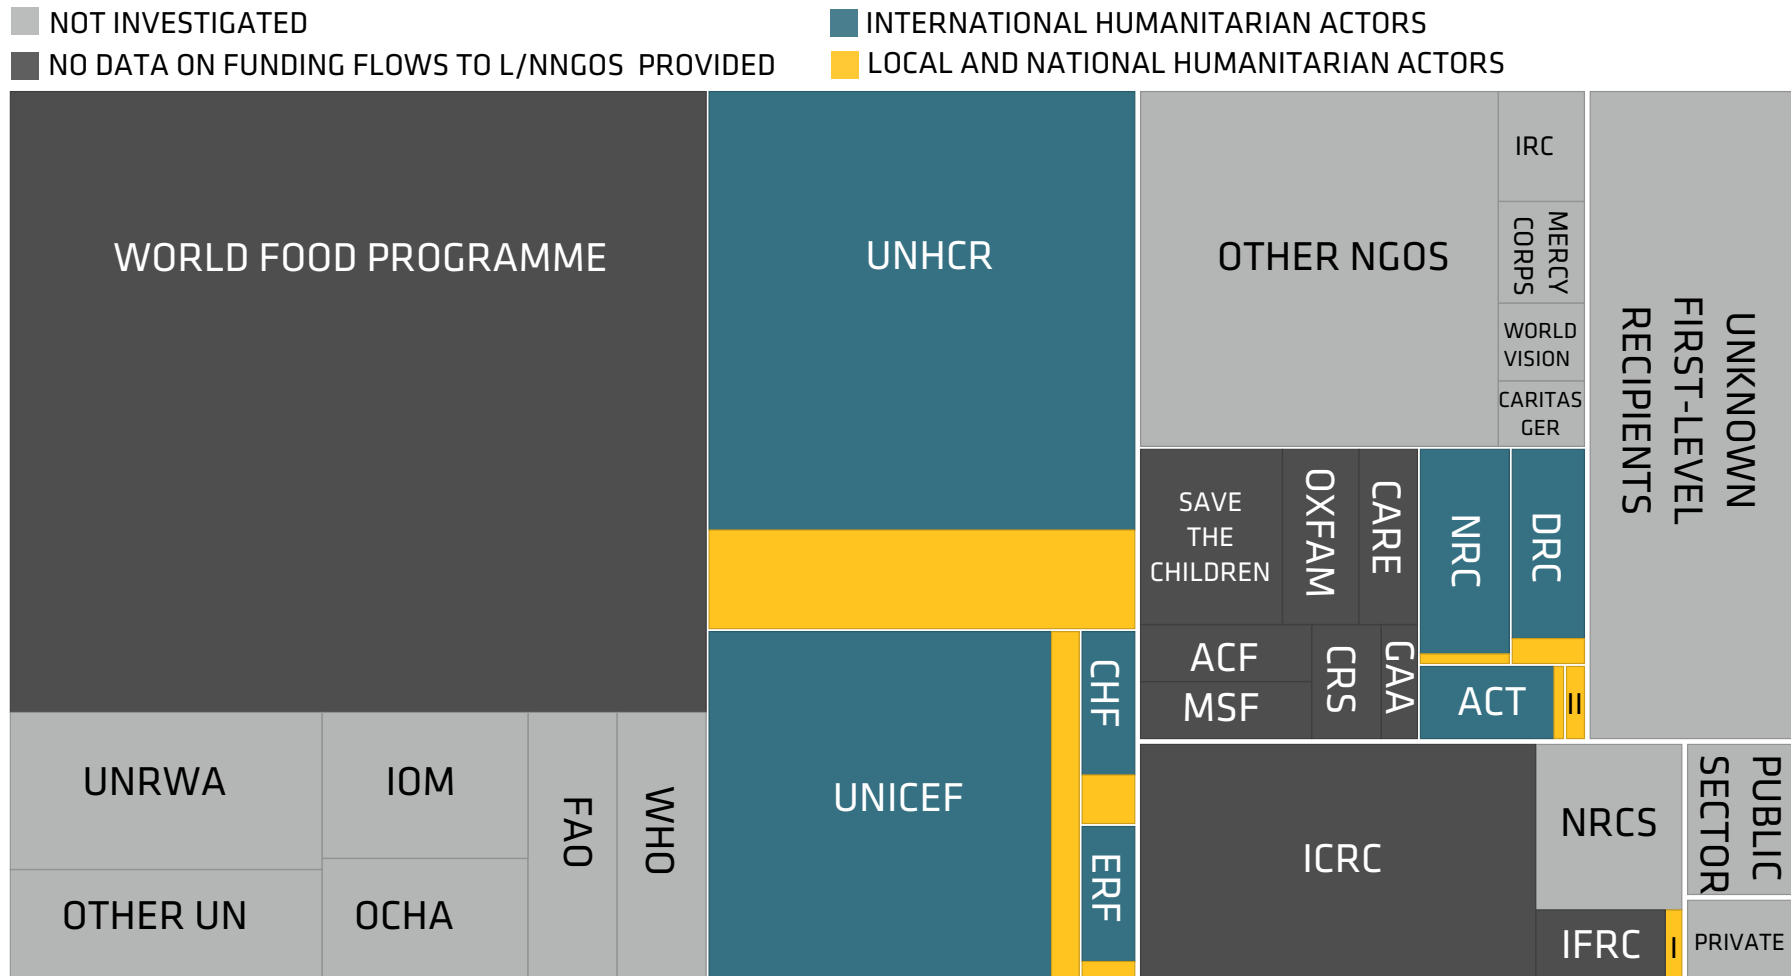 NOT INVESTIGATED
INTERNATIONAL HUMANITARIAN ACTORS
NO DATA ON FUNDING FLOWS TO L/NNGOS PROVIDED
LOCAL AND NATIONAL HUMANITARIAN ACTORS
WORLD FOOD PROGRAMME
UNHCR
OTHER NGOS
IRC
MERCY
CORPS
WORLD
VISION
CARITAS
GER
UNKNOWN
FIRST-LEVEL
RECIPIENTS
SAVE
THE
CHILDREN
OXFAM
CARE
NRC
DRC
ACF
MSF
CRS
GAA
ACT
II
UNRWA
IOM
FAO
WHO
OTHER UN
OCHA
UNICEF
CHF
ERF
ICRC
NRCS
IFRC
I
PUBLIC
SECTOR
PRIVATE